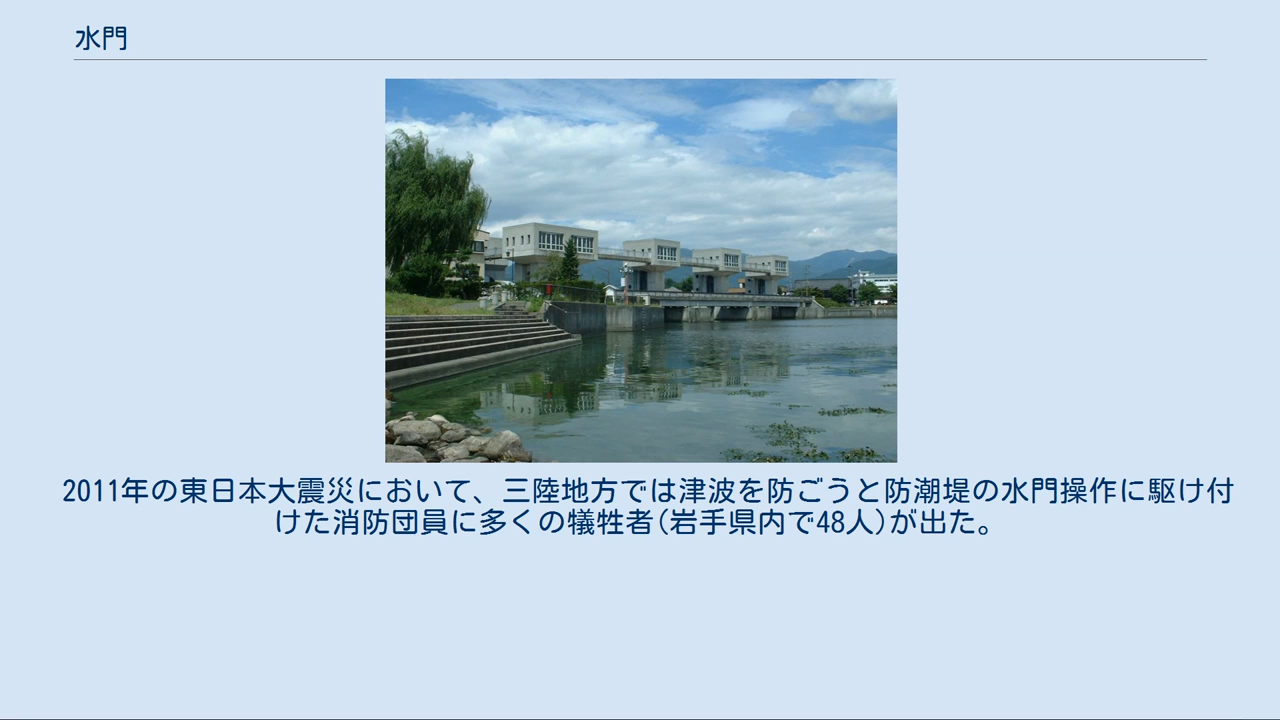 水門
2011年の東日本大震災において、三陸地方では津波を防ごうと防潮堤の水門操作に駆け付
けた消防団員に多くの犠牲者(岩手県内で48人)が出た。